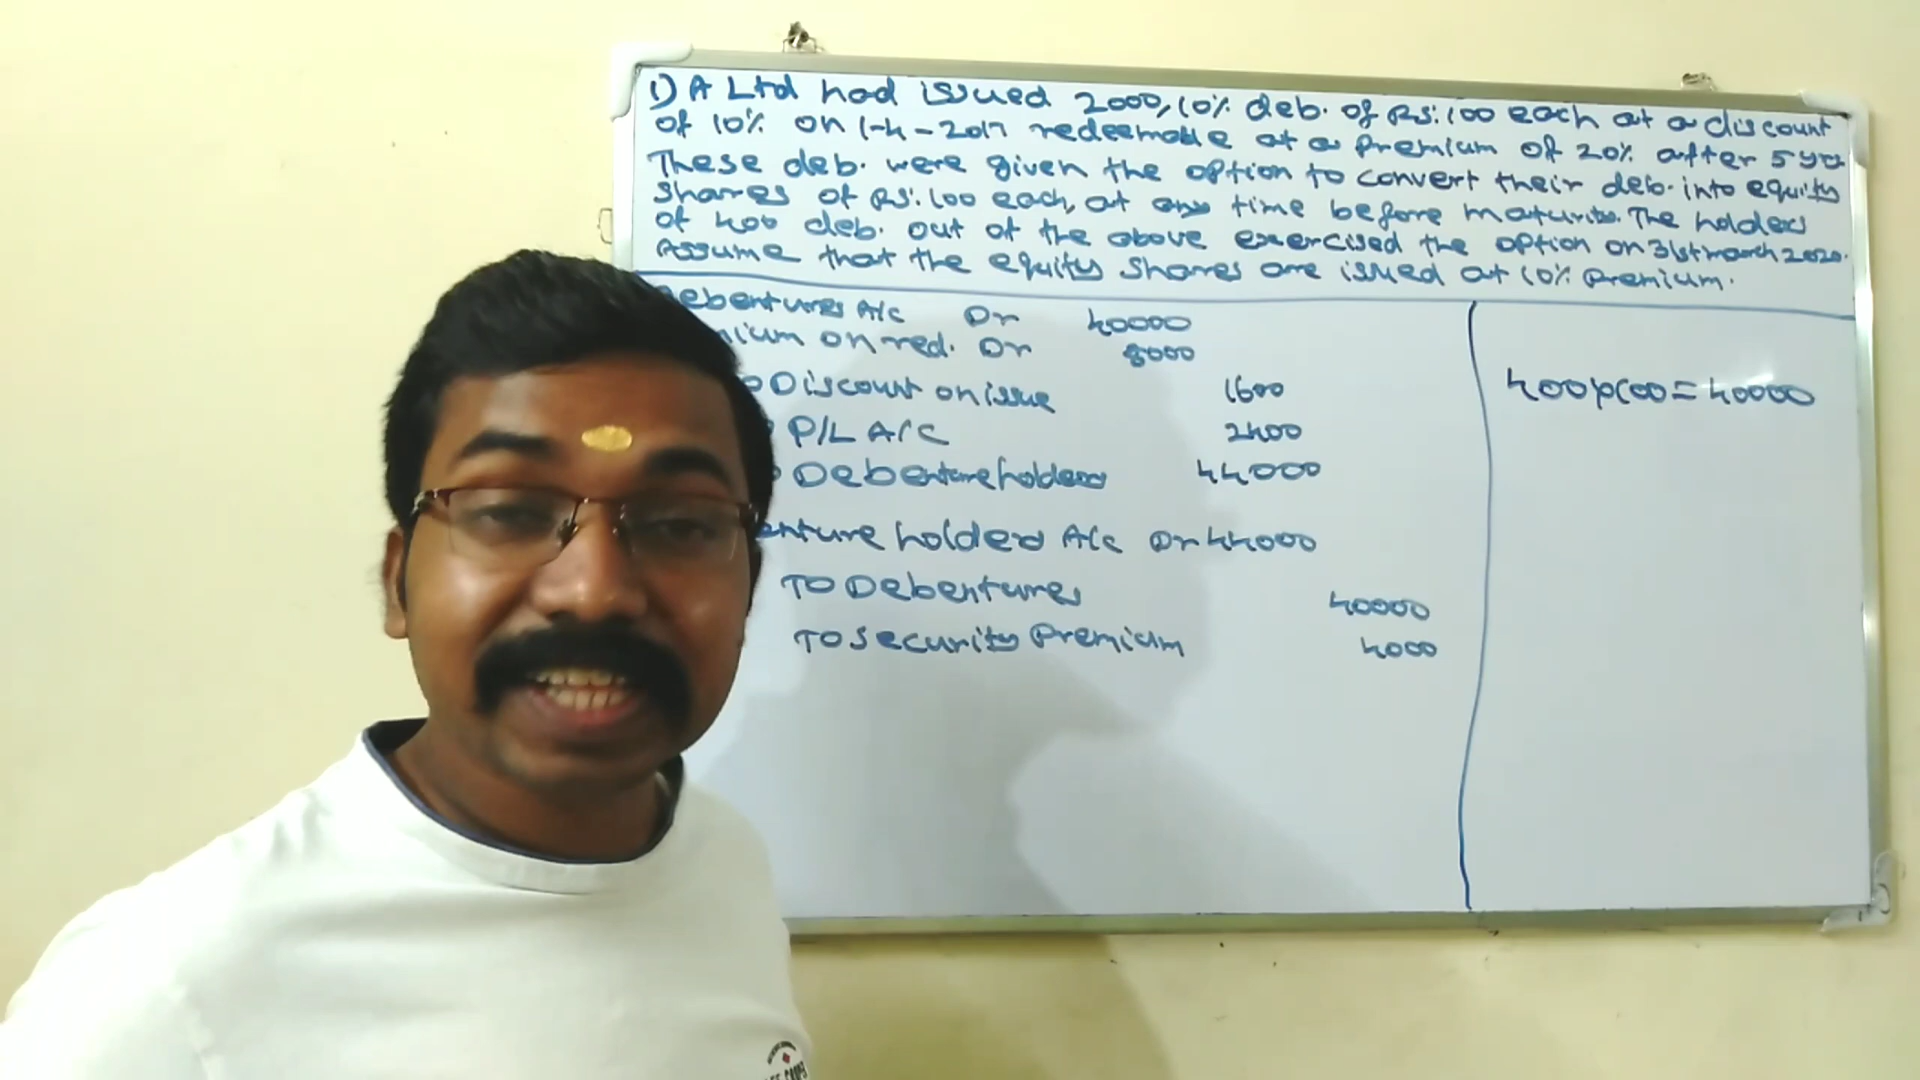 1) A Ltd had issued 2000, 10% deb. of Rs: 100 each at a discount
of 10% on 1-4-2017 redeemable at a premium of 20% after 5 yrs
These deb. were given the option to convert their deb. into equity
shares of Rs: 100 each, at any time before maturity. The holders
of 400 deb. out of the above exercised the option on 31st march 2020.
Assume that the equity shares are issued at 10% premium.
ebentures A/c Dr 40000
ium on red. Dr 8000
400x100=40000
o Discount on issue 1600
P/L A/C 2400
o Debentureholders 44000
enture holders A/c Dr 44000
To Debentures 40000
To security premium 4000